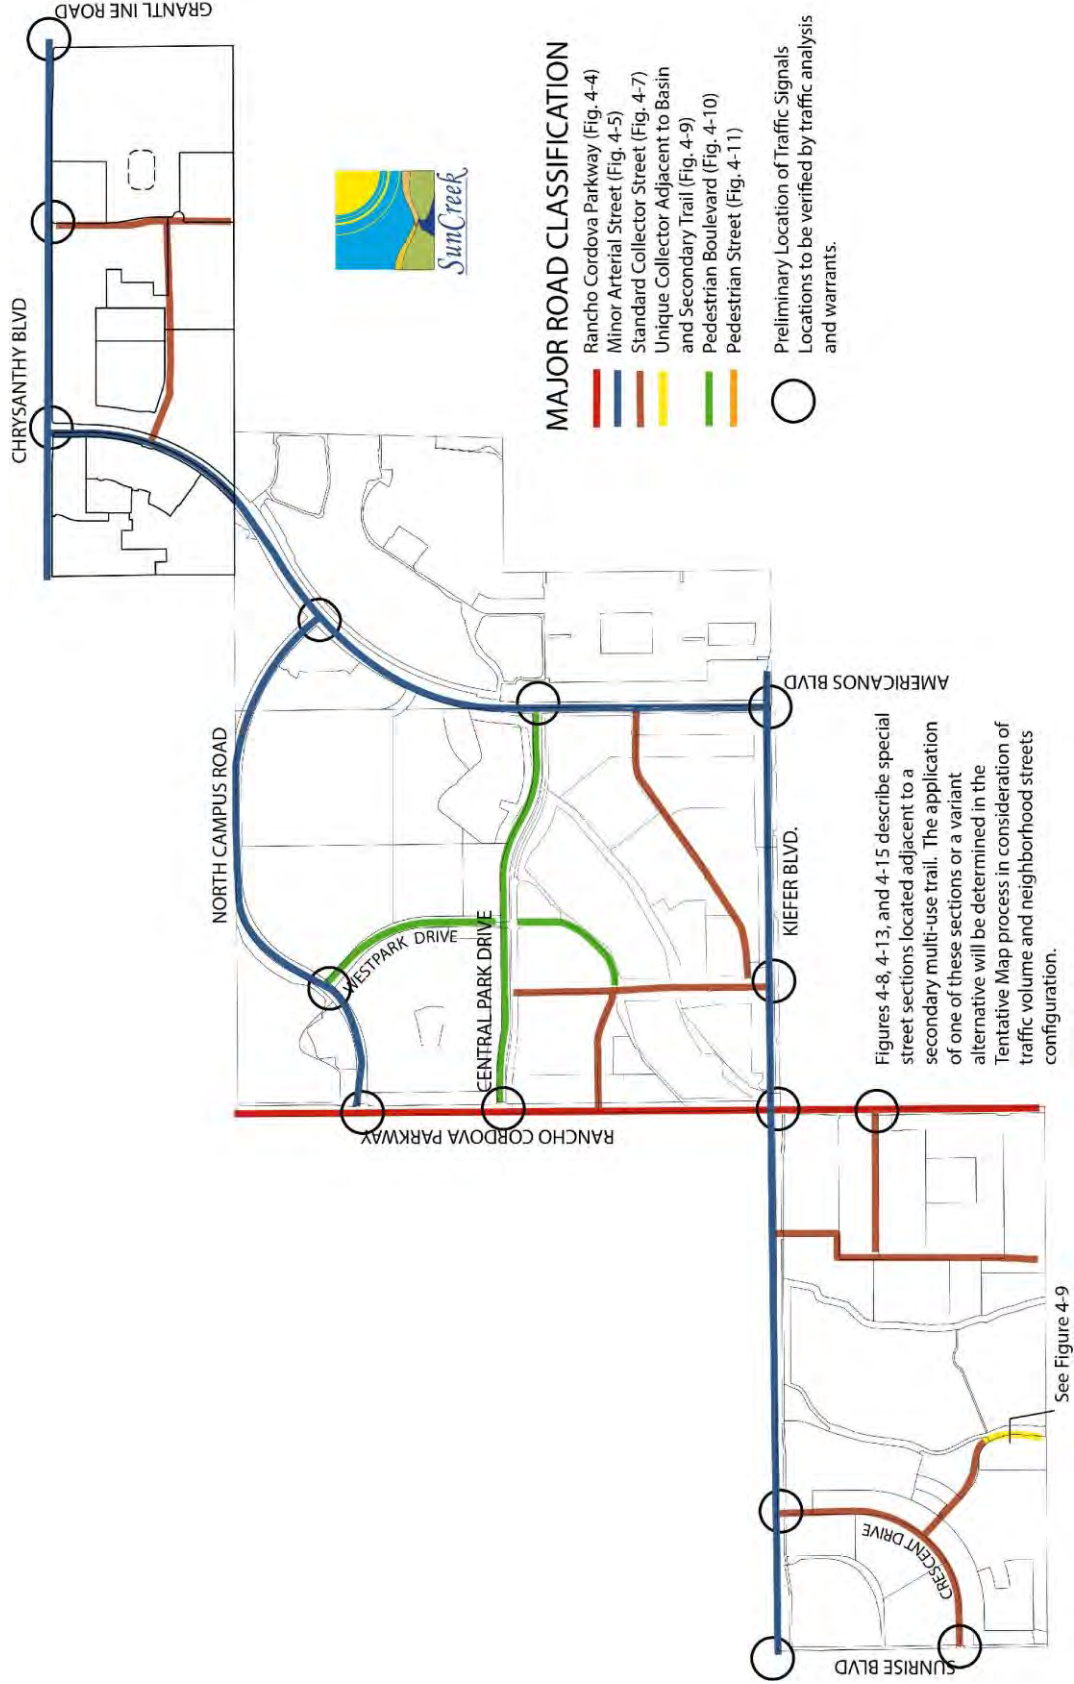 GRANTLINE ROAD
CHRYSANTHY BLVD
SunCreek
MAJOR ROAD CLASSIFICATION
Rancho Cordova Parkway (Fig. 4-4)
Minor Arterial Street (Fig. 4-5)
Standard Collector Street (Fig. 4-7)
Unique Collector Adjacent to Basin
and Secondary Trail (Fig. 4-9)
Pedestrian Boulevard (Fig. 4-10)
Pedestrian Street (Fig. 4-11)
Preliminary Location of Traffic Signals
Locations to be verified by traffic analysis
and warrants.
NORTH CAMPUS ROAD
WESTPARK DRIVE
CENTRAL PARK DRIVE
RANCHO CORDOVA PARKWAY
AMERICANOS BLVD
KIEFER BLVD.
Figures 4-8, 4-13, and 4-15 describe special
street sections located adjacent to a
secondary multi-use trail. The application
of one of these sections or a variant
alternative will be determined in the
Tentative Map process in consideration of
traffic volume and neighborhood streets
configuration.
CRESCENT DRIVE
SUNRISE BLVD
See Figure 4-9